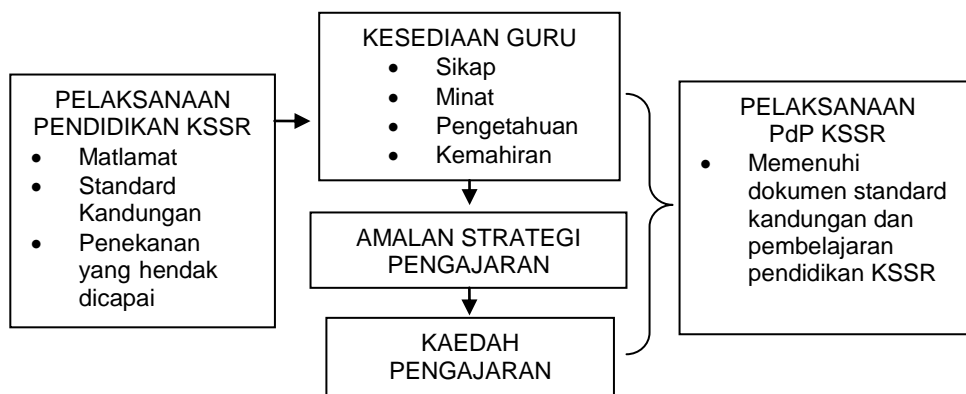 PELAKSANAAN
PENDIDIKAN KSSR
• Matlamat
• Standard
Kandungan
• Penekanan
yang hendak
dicapai
KESEDIAAN GURU
• Sikap
• Minat
• Pengetahuan
• Kemahiran
AMALAN STRATEGI
PENGAJARAN
KAEDAH
PENGAJARAN
PELAKSANAAN
PdP KSSR
• Memenuhi
dokumen standard
kandungan dan
pembelajaran
pendidikan KSSR